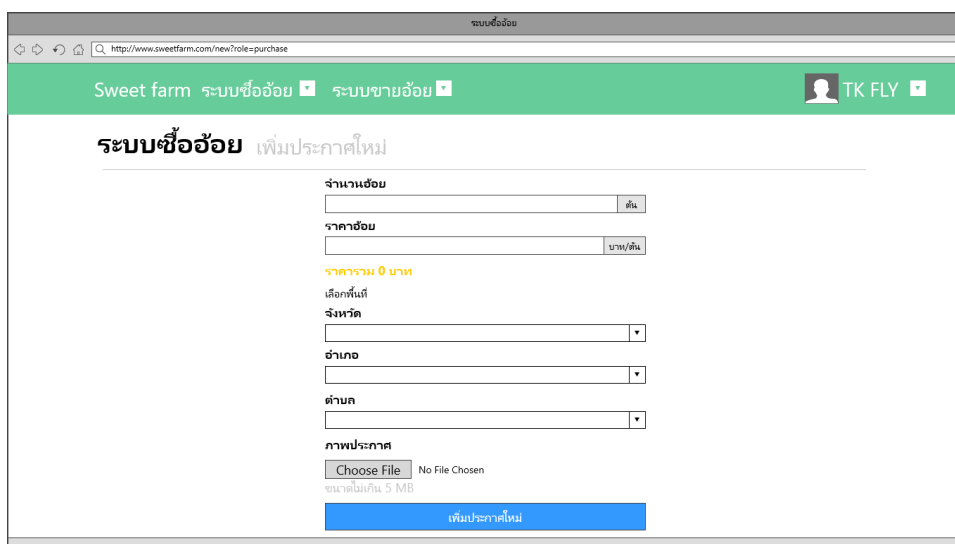 ระบบซื้ออ้อย
http://www.sweetfarm.com/new?role=purchase
Sweet farm ระบบซื้ออ้อย ระบบขายอ้อย TK FLY
ระบบซื้ออ้อย เพิ่มประกาศใหม่
จำนวนอ้อย
ตัน
ราคาอ้อย
บาท/ตัน
ราคารวม 0 บาท
เลือกพื้นที่
จังหวัด
อำเภอ
ตำบล
ภาพประกาศ
Choose File No File Chosen
ขนาดไม่เกิน 5 MB
เพิ่มประกาศใหม่